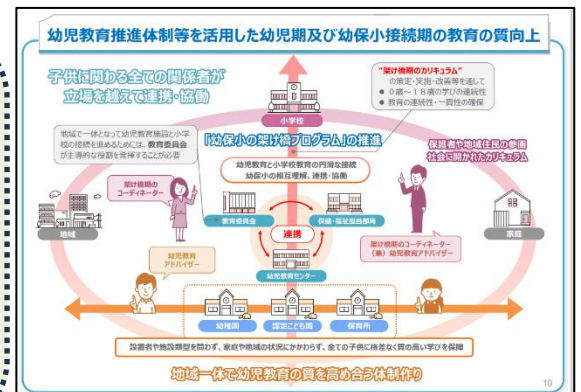 幼児教育推進体制等を活用した幼児期及び幼保小接続期の教育の質向上
子供に関わる全ての関係者が
立場を越えて連携・協働
"架け橋期のカリキュラム"
の策定・実施・改善等を通して
● 0歳～18歳の学びの連続性
● 教育の連続性・一貫性の確保
小学校
地域で一体となって幼児教育施設と小学
校の接続を進めるためには、教育委員会
が主導的な役割を発揮することが必要
「幼保小の架け橋プログラム」の推進
保護者や地域住民の参画
社会に開かれたカリキュラム
幼児教育と小学校教育の円滑な接続
幼保小の相互理解、連携・協働
架け橋期の
コーディネーター
教育委員会
保健・福祉担当部局
連携
地域
家庭
架け橋期のコーディネーター
（兼）幼児教育アドバイザー
幼児教育
アドバイザー
幼児教育センター
幼稚園
認定こども園
保育所
設置者や施設類型を問わず、家庭や地域の状況にかかわらず、全ての子供に格差なく質の高い学びを保障
地域一体で幼児教育の質を高め合う体制作り
10